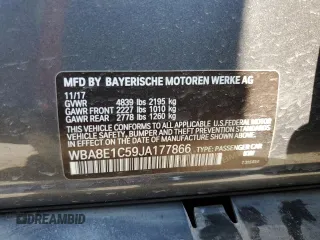 MFD BY BAYERISCHE MOTOREN WERKE AG
11/17
GVWR 4839 lbs 2195 kg
GAWR FRONT 2227 lbs 1010 kg
GAWR REAR 2778 lbs 1260 kg
THIS VEHICLE CONFORMS TO ALL APPLICABLE FEDERAL MOTOR
VEHICLE SAFETY, BUMPER, AND THEFT PREVENTION STANDARDS
IN EFFECT ON THE DATE OF MANUFACTURE SHOWN ABOVE.
WBA8E1C59JA177866 TYPE: PASSENGER CAR